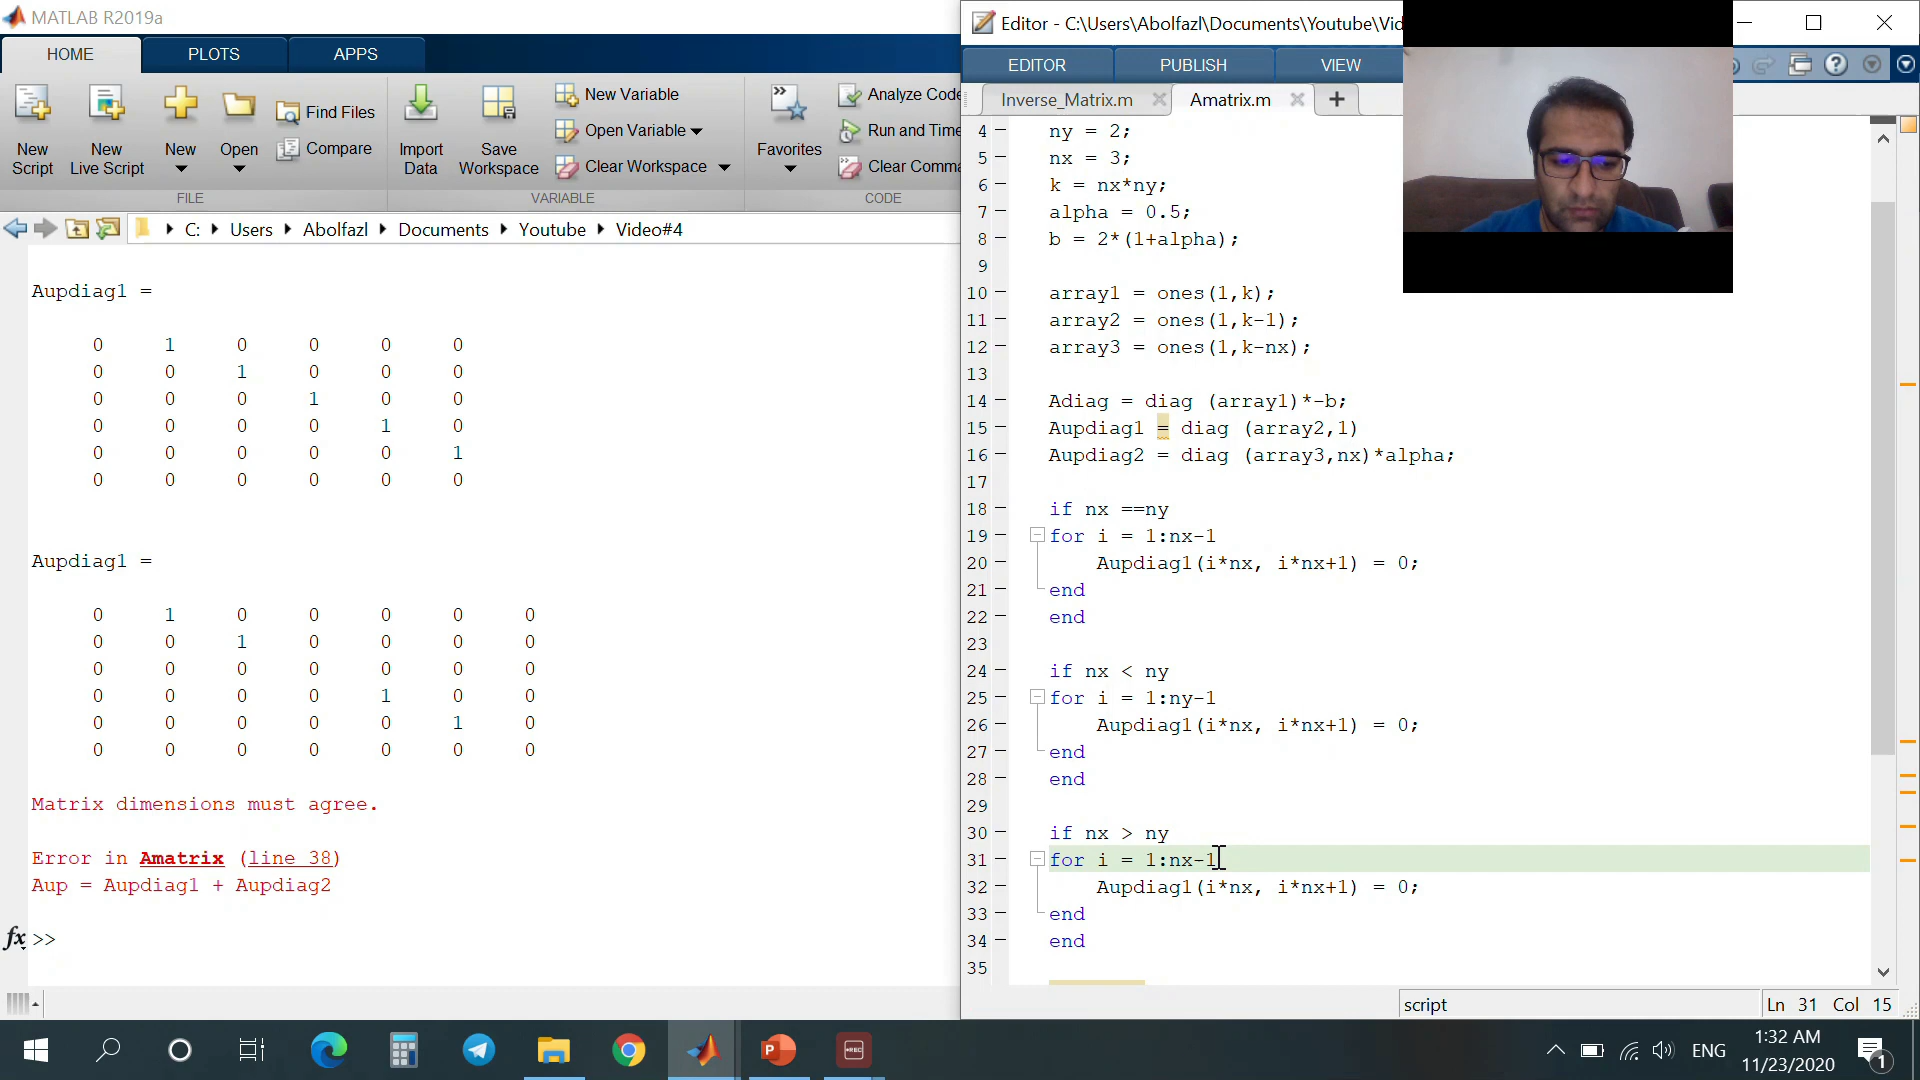 MATLAB R2019a
HOME PLOTS APPS
New Script
New Live Script
New
Open
Find Files
Compare
FILE
Import Data
Save Workspace
New Variable
Open Variable
Clear Workspace
VARIABLE
Favorites
Analyze Code
Run and Time
Clear Comma
CODE
C: Users Abolfazl Documents Youtube Video#4
Aupdiag1 =
0 1 0 0 0 0
0 0 1 0 0 0
0 0 0 1 0 0
0 0 0 0 1 0
0 0 0 0 0 1
0 0 0 0 0 0
Aupdiag1 =
0 1 0 0 0 0 0
0 0 1 0 0 0 0
0 0 0 0 0 0 0
0 0 0 0 1 0 0
0 0 0 0 0 1 0
0 0 0 0 0 0 0
Matrix dimensions must agree.
Error in Amatrix (line 38)
Aup = Aupdiag1 + Aupdiag2
fx >>
Editor - C:\Users\Abolfazl\Documents\Youtube\Vid
EDITOR PUBLISH VIEW
Inverse_Matrix.m Amatrix.m +
4 ny = 2;
5 nx = 3;
6 k = nx*ny;
7 alpha = 0.5;
8 b = 2*(1+alpha);
9
10 array1 = ones(1,k);
11 array2 = ones(1,k-1);
12 array3 = ones(1,k-nx);
13
14 Adiag = diag (array1)*-b;
15 Aupdiag1 = diag (array2,1)
16 Aupdiag2 = diag (array3,nx)*alpha;
17
18 if nx ==ny
19 for i = 1:nx-1
20 Aupdiag1(i*nx, i*nx+1) = 0;
21 end
22 end
23
24 if nx < ny
25 for i = 1:ny-1
26 Aupdiag1(i*nx, i*nx+1) = 0;
27 end
28 end
29
30 if nx > ny
31 for i = 1:nx-1
32 Aupdiag1(i*nx, i*nx+1) = 0;
33 end
34 end
35
script Ln 31 Col 15
REC
ENG
1:32 AM
11/23/2020
1